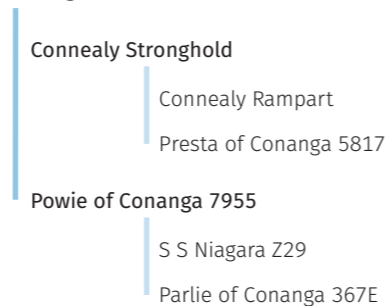 Connealy Stronghold
Connealy Rampart
Presta of Conanga 5817
Powie of Conanga 7955
S S Niagara Z29
Parlie of Conanga 367E